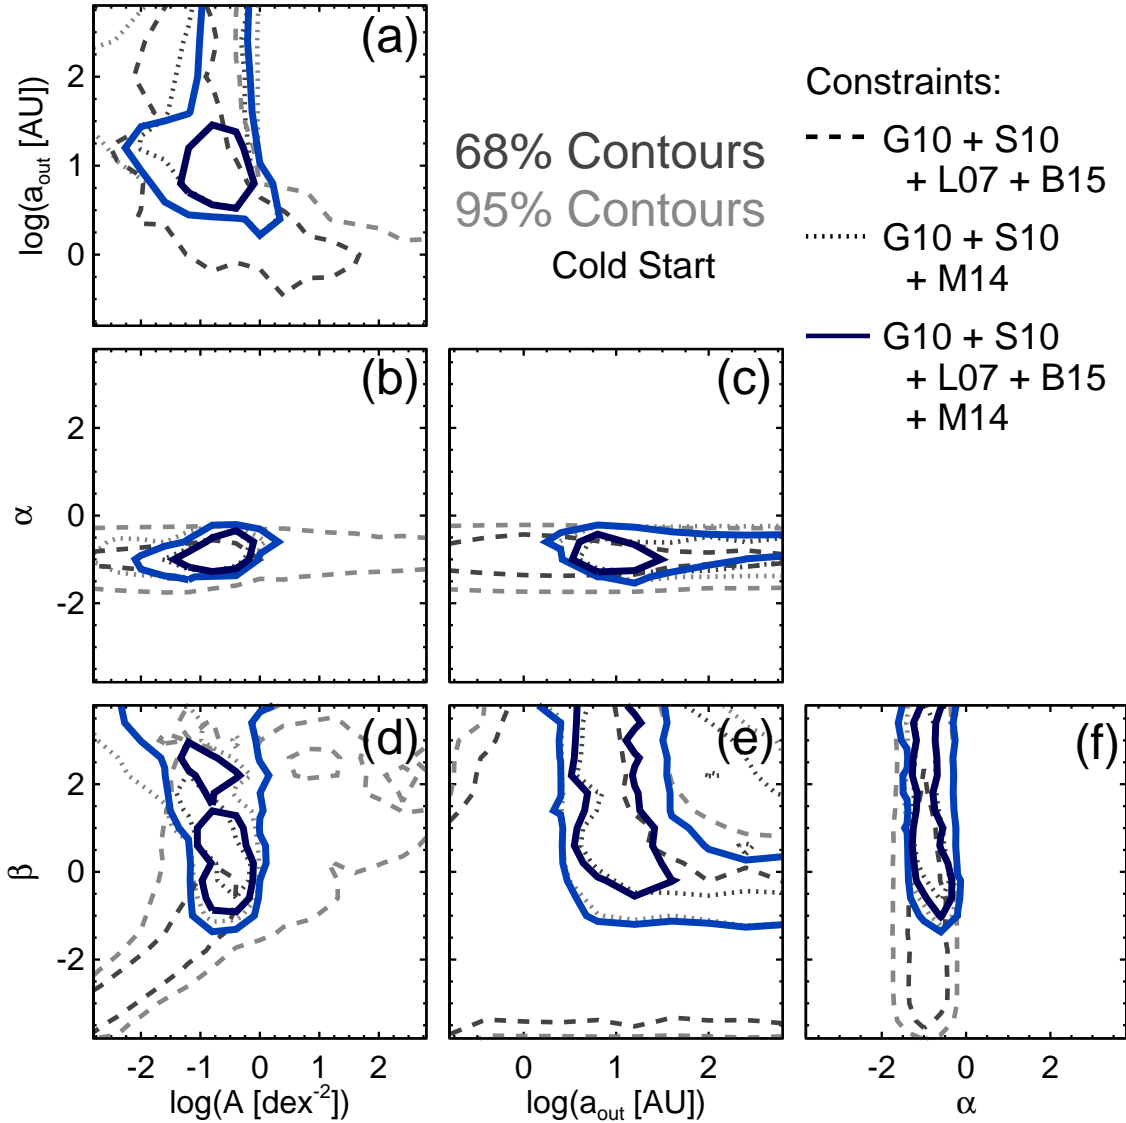 (a)
2
1
0
log(a_out [AU])
68% Contours
95% Contours
Cold Start
Constraints:
G10 + S10
+ L07 + B15
G10 + S10
+ M14
G10 + S10
+ L07 + B15
+ M14
(b)
(c)
2
0
-2
α
(d)
(e)
(f)
2
0
-2
β
-2 -1 0 1 2
0 1 2
-2 0 2
log(A [dex⁻²])
log(a_out [AU])
α